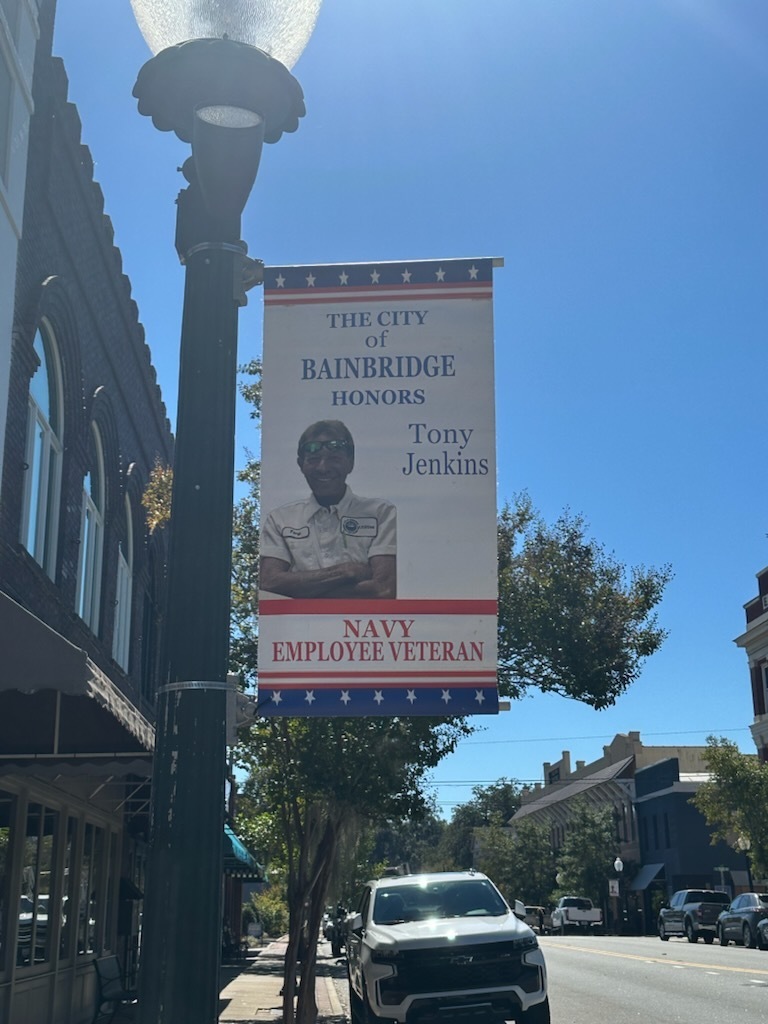 THE CITY
of
BAINBRIDGE
HONORS
Tony
Jenkins
NAVY
EMPLOYEE VETERAN